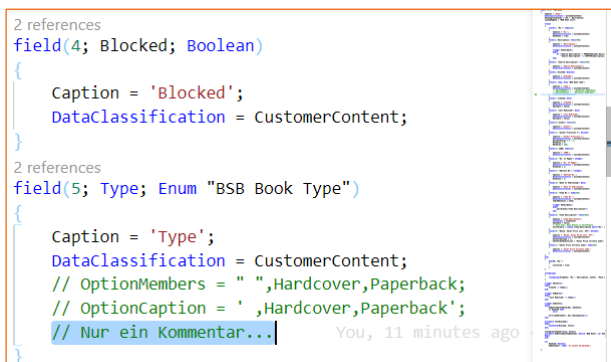 2 references
field(4; Blocked; Boolean)
{
    Caption = 'Blocked';
    DataClassification = CustomerContent;
}
2 references
field(5; Type; Enum "BSB Book Type")
{
    Caption = 'Type';
    DataClassification = CustomerContent;
    // OptionMembers = " ",Hardcover,Paperback;
    // OptionCaption = ' ,Hardcover,Paperback';
    // Nur ein Kommentar... You, 11 minutes ago
}